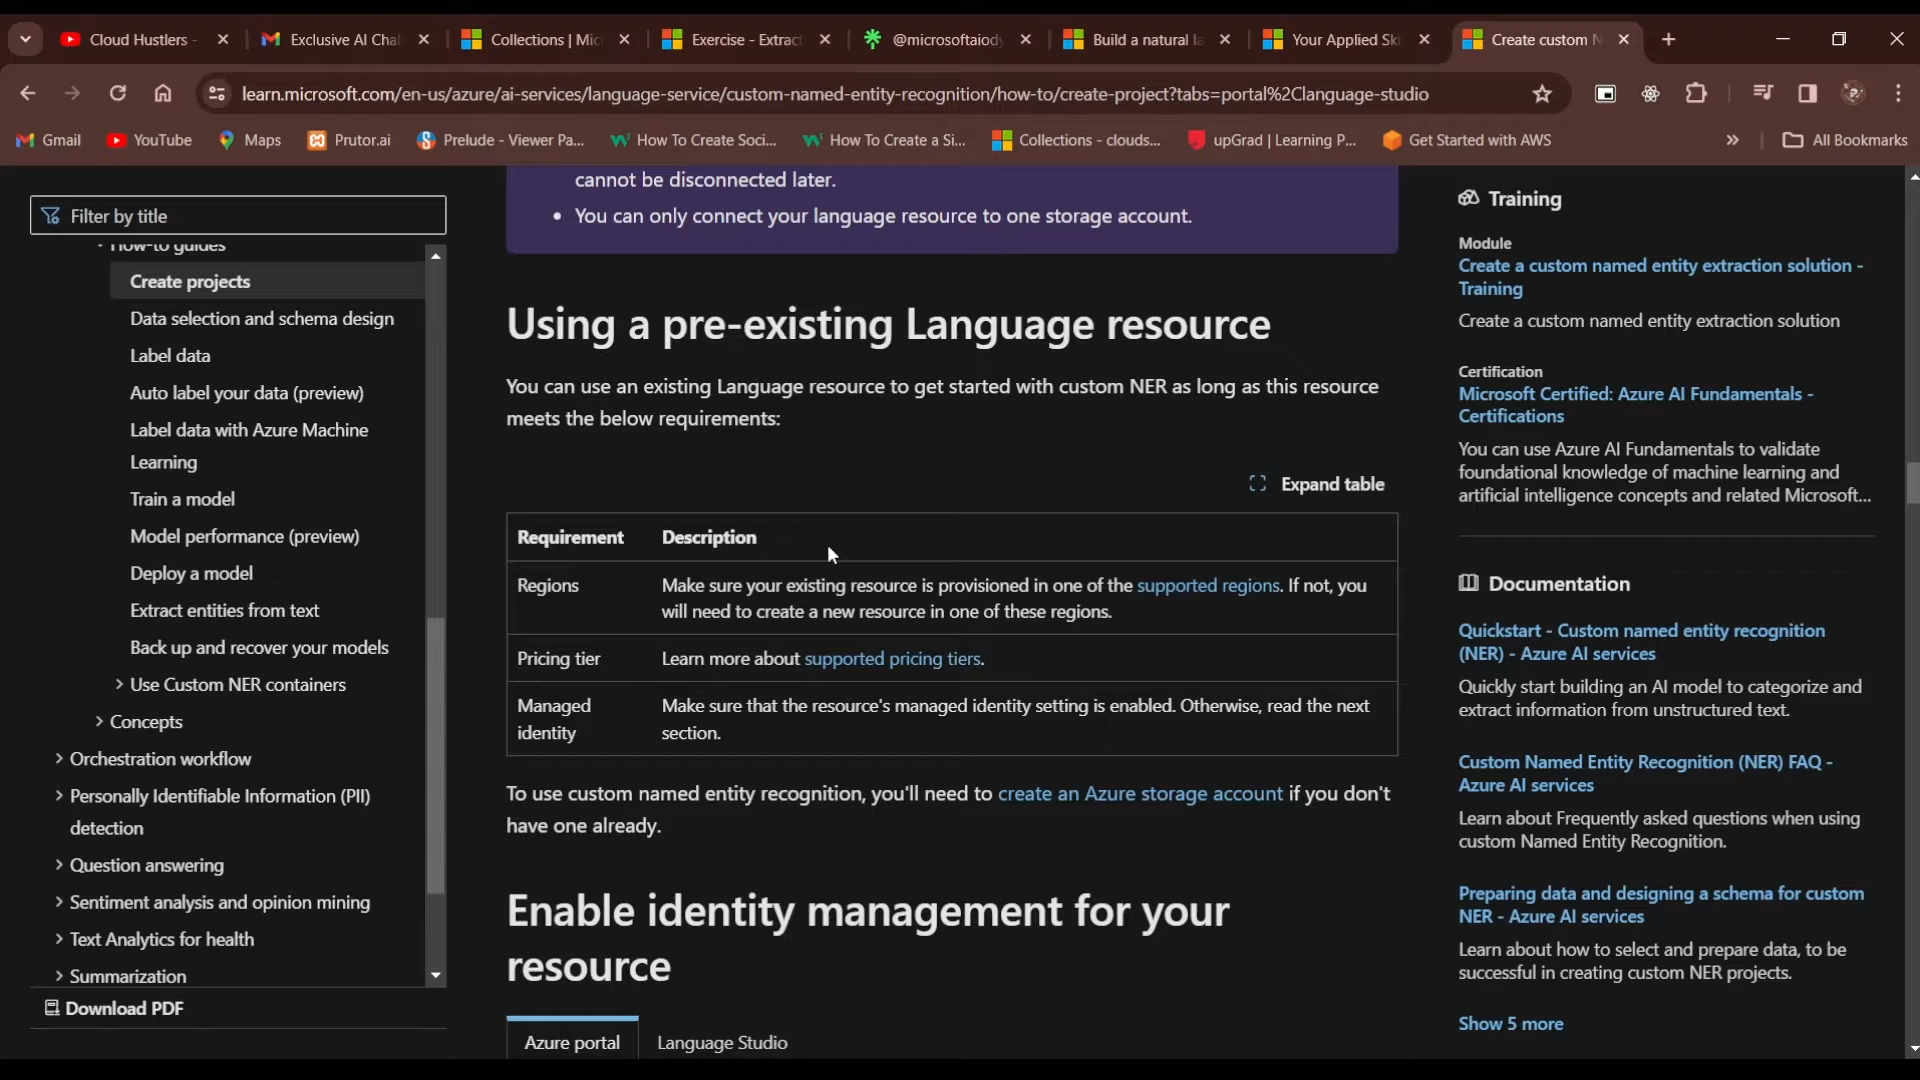 Cloud Hustlers -
Exclusive AI Chal
Collections | Mic
Exercise - Extract
@microsoftaiody
Build a natural la
Your Applied Ski
Create custom N
learn.microsoft.com/en-us/azure/ai-services/language-service/custom-named-entity-recognition/how-to/create-project?tabs=portal%2Clanguage-studio
Gmail
YouTube
Maps
Prutor.ai
Prelude - Viewer Pa...
How To Create Soci...
How To Create a Si...
Collections - clouds...
upGrad | Learning P...
Get Started with AWS
»
All Bookmarks
Filter by title
How-to guides
Create projects
Data selection and schema design
Label data
Auto label your data (preview)
Label data with Azure Machine
Learning
Train a model
Model performance (preview)
Deploy a model
Extract entities from text
Back up and recover your models
Use Custom NER containers
Concepts
Orchestration workflow
Personally Identifiable Information (PII)
detection
Question answering
Sentiment analysis and opinion mining
Text Analytics for health
Summarization
Download PDF
cannot be disconnected later.
• You can only connect your language resource to one storage account.
Using a pre-existing Language resource
You can use an existing Language resource to get started with custom NER as long as this resource
meets the below requirements:
Expand table
Requirement Description
Regions Make sure your existing resource is provisioned in one of the supported regions. If not, you
will need to create a new resource in one of these regions.
Pricing tier Learn more about supported pricing tiers.
Managed Make sure that the resource's managed identity setting is enabled. Otherwise, read the next
identity section.
To use custom named entity recognition, you'll need to create an Azure storage account if you don't
have one already.
Enable identity management for your
resource
Azure portal Language Studio
Training
Module
Create a custom named entity extraction solution -
Training
Create a custom named entity extraction solution
Certification
Microsoft Certified: Azure AI Fundamentals -
Certifications
You can use Azure AI Fundamentals to validate
foundational knowledge of machine learning and
artificial intelligence concepts and related Microsoft...
Documentation
Quickstart - Custom named entity recognition
(NER) - Azure AI services
Quickly start building an AI model to categorize and
extract information from unstructured text.
Custom Named Entity Recognition (NER) FAQ -
Azure AI services
Learn about Frequently asked questions when using
custom Named Entity Recognition.
Preparing data and designing a schema for custom
NER - Azure AI services
Learn about how to select and prepare data, to be
successful in creating custom NER projects.
Show 5 more